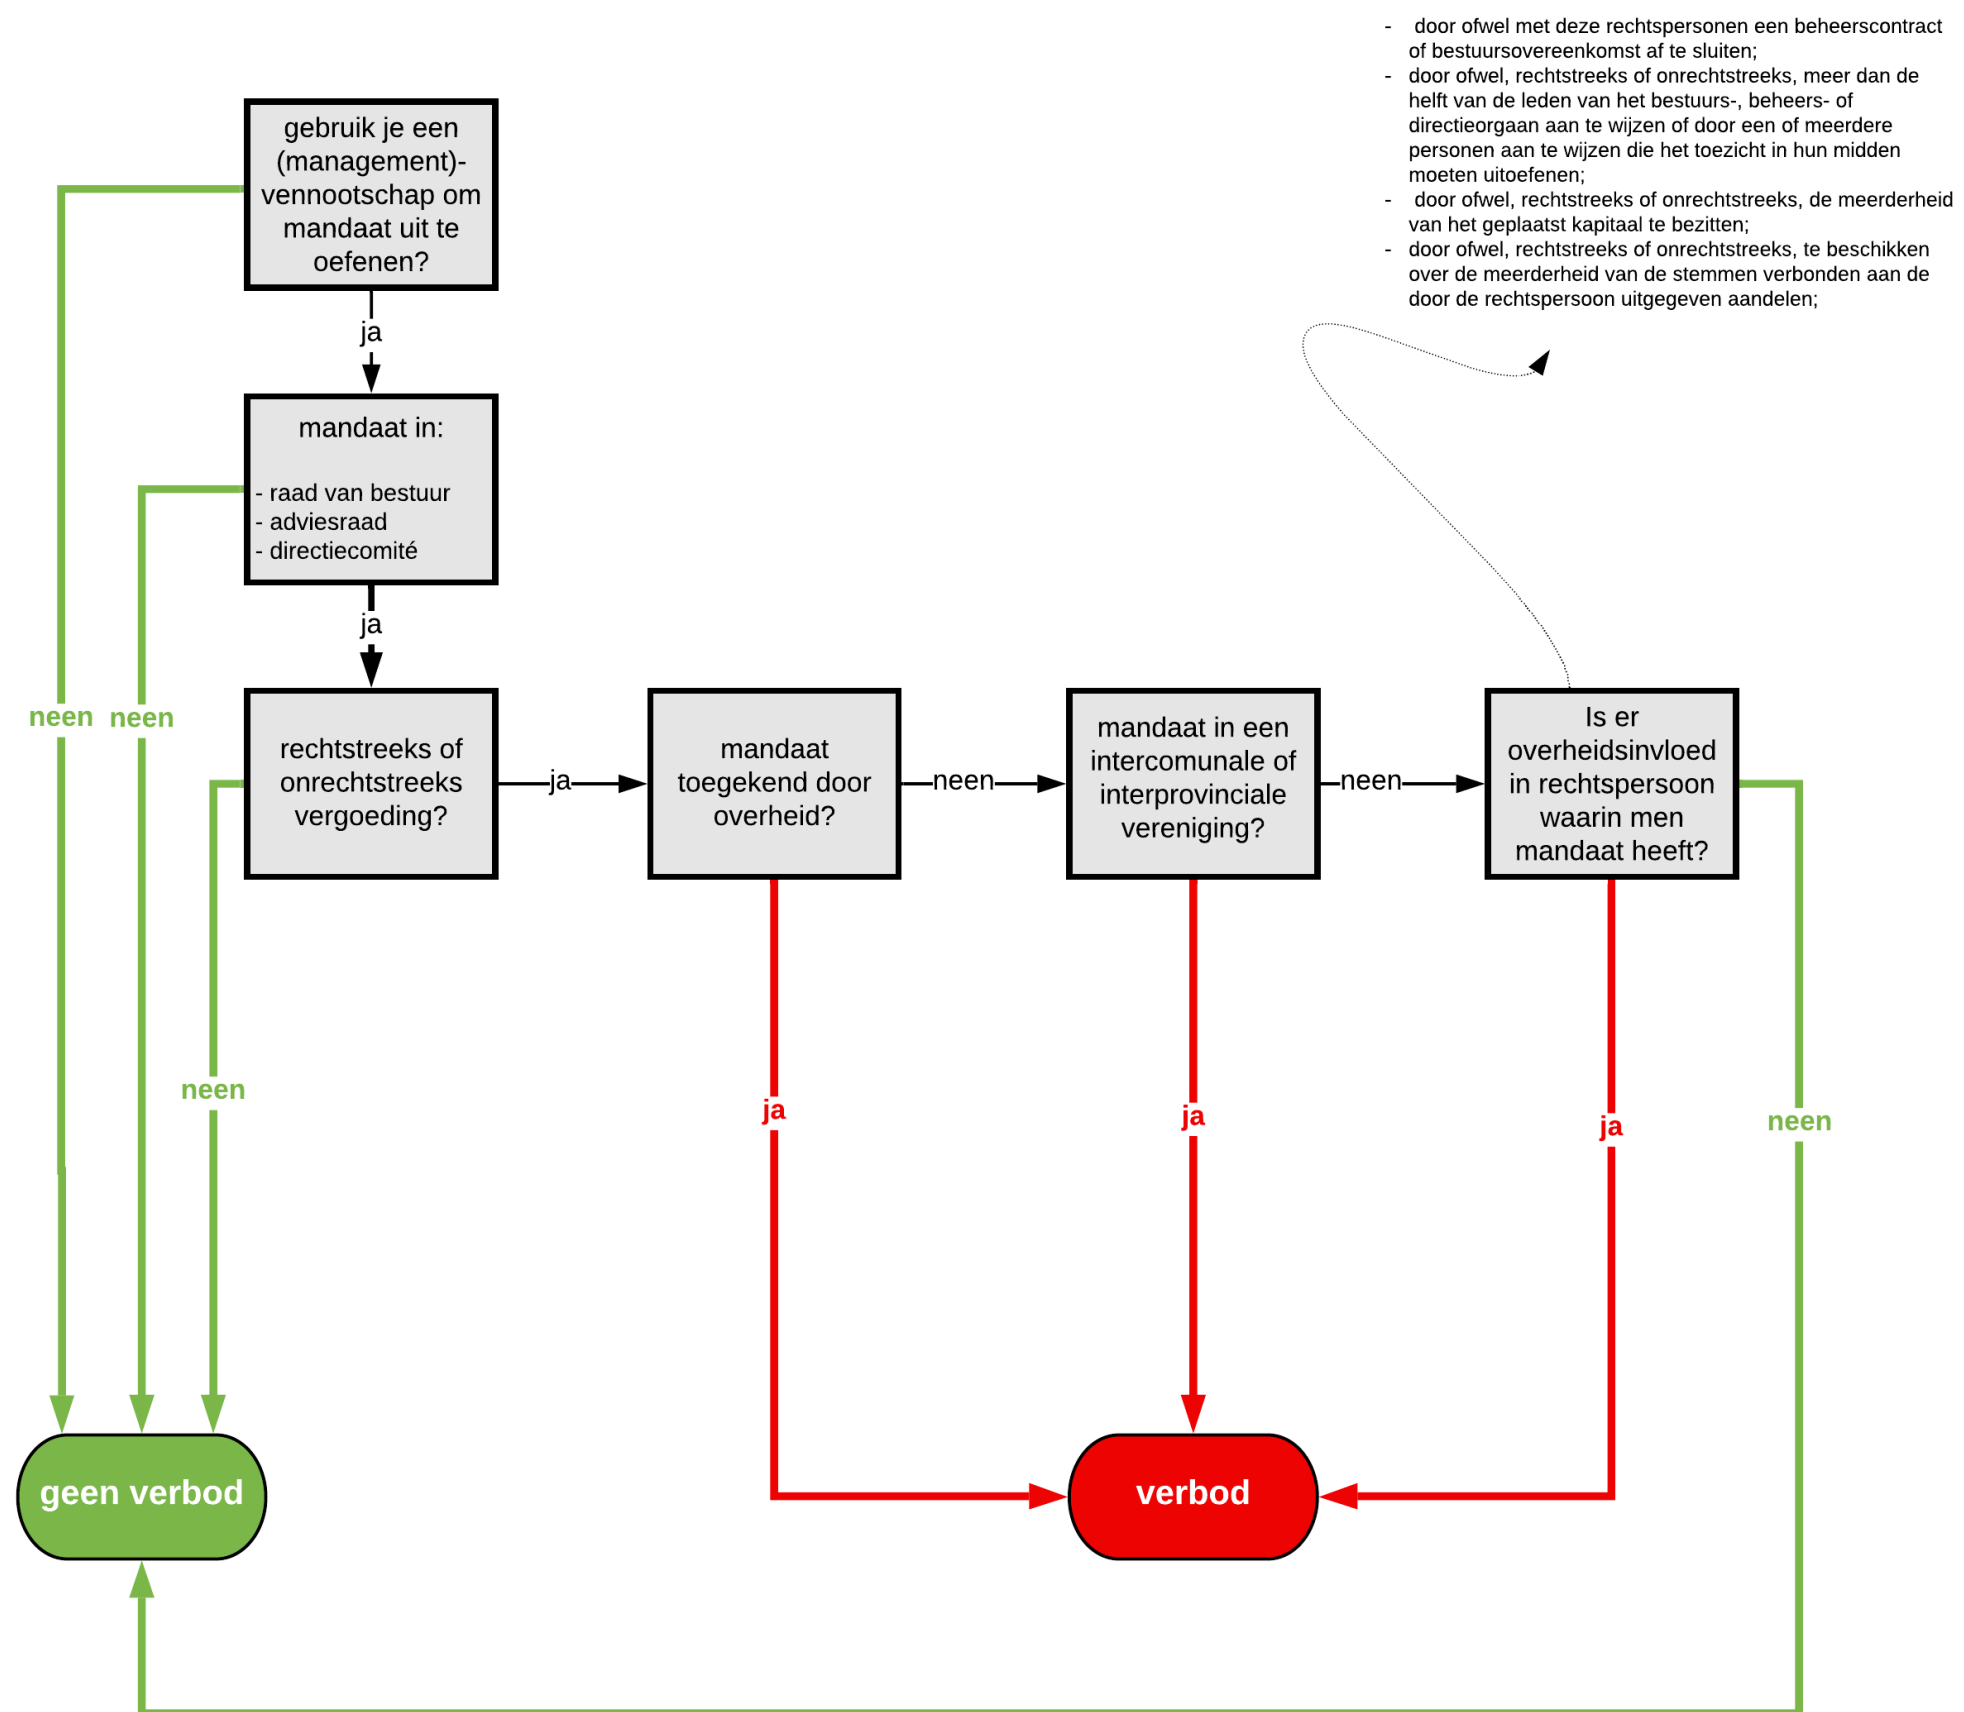 -    door ofwel met deze rechtspersonen een beheerscontract
of bestuursovereenkomst af te sluiten;
-   door ofwel, rechtstreeks of onrechtstreeks, meer dan de
helft van de leden van het bestuurs-, beheers- of
directieorgaan aan te wijzen of door een of meerdere
personen aan te wijzen die het toezicht in hun midden
moeten uitoefenen;
-    door ofwel, rechtstreeks of onrechtstreeks, de meerderheid
van het geplaatst kapitaal te bezitten;
-   door ofwel, rechtstreeks of onrechtstreeks, te beschikken
over de meerderheid van de stemmen verbonden aan de
door de rechtspersoon uitgegeven aandelen;
gebruik je een
(management)-
vennootschap om
mandaat uit te
oefenen?
ja
mandaat in:
- raad van bestuur
- adviesraad
- directiecomité
ja
neen
neen
rechtstreeks of
onrechtstreeks
vergoeding?
ja
mandaat
toegekend door
overheid?
neen
mandaat in een
intercomunale of
interprovinciale
vereniging?
neen
Is er
overheidsinvloed
in rechtspersoon
waarin men
mandaat heeft?
neen
ja
ja
ja
neen
geen verbod
verbod